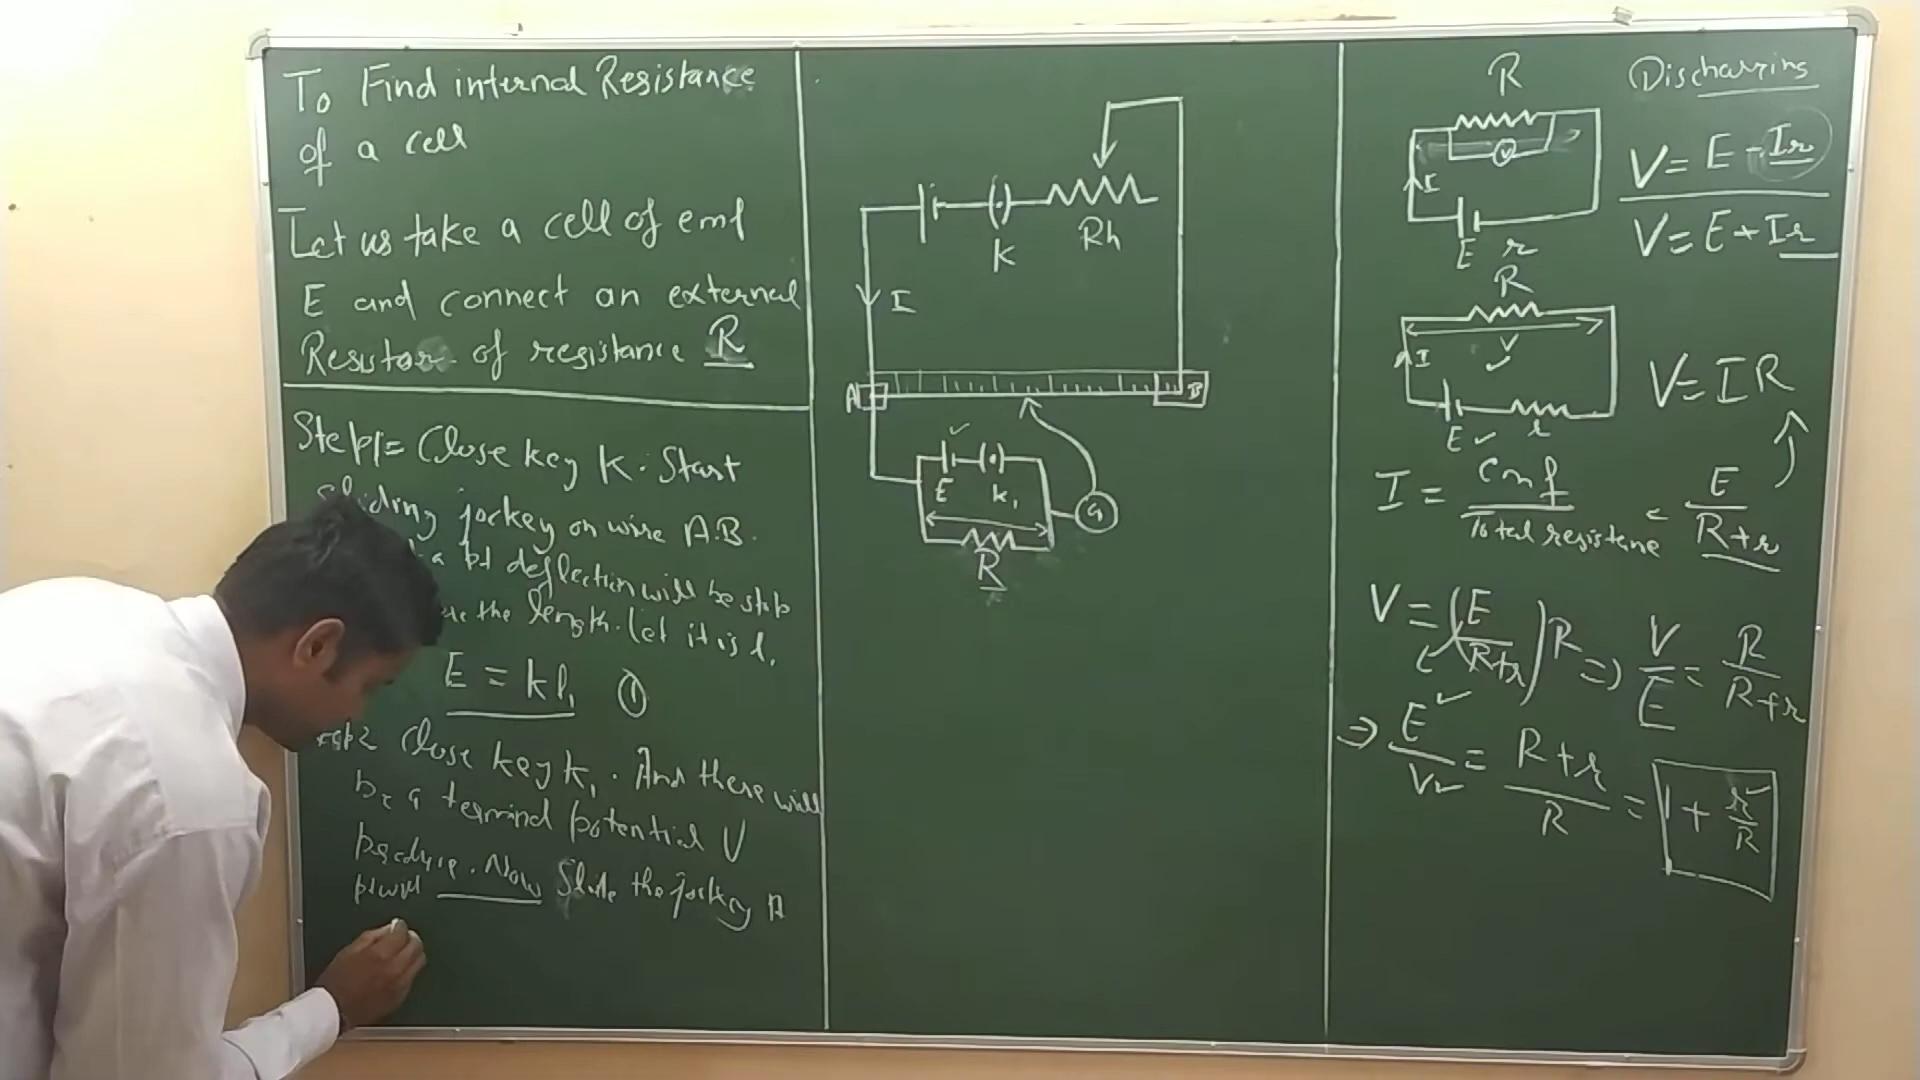 To Find internal Resistance
of a cell
Let us take a cell of emf
E and connect an external
Resistor of resistance R
Step1= Close key K. Start
Sliding jockey on wire A.B.
a pt deflection will be stop
the length. Let it is l1
E = kl1 ①
Step2 Close key k1. And there will
be a terminal potential V
produce. Now Slide the jockey A
K
Rh
I
A
B
E
k1
G
R
R
V
I
E r
Discharging
V = E - Ir
V = E + Ir
R
V
I
E r
V = IR
I = emf / Total resistance = E / R+r
V = (E / R+r) R => V / E = R / R+r
=> E / V = R+r / R = 1 + r / R